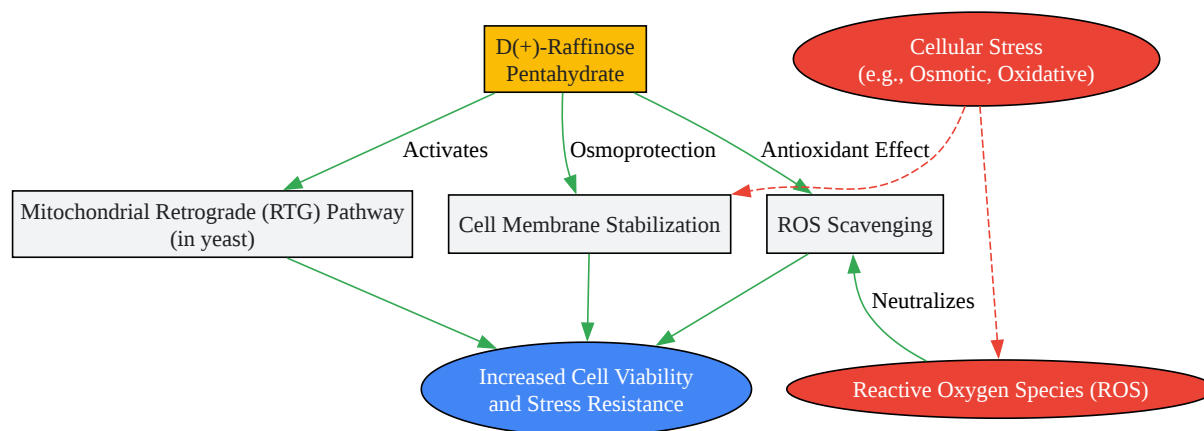 D(+)-Raffinose
Pentahydrate
Cellular Stress
(e.g., Osmotic, Oxidative)
Activates
Osmoprotection
Antioxidant Effect
Mitochondrial Retrograde (RTG) Pathway
(in yeast)
Cell Membrane Stabilization
ROS Scavenging
Neutralizes
Increased Cell Viability
and Stress Resistance
Reactive Oxygen Species (ROS)